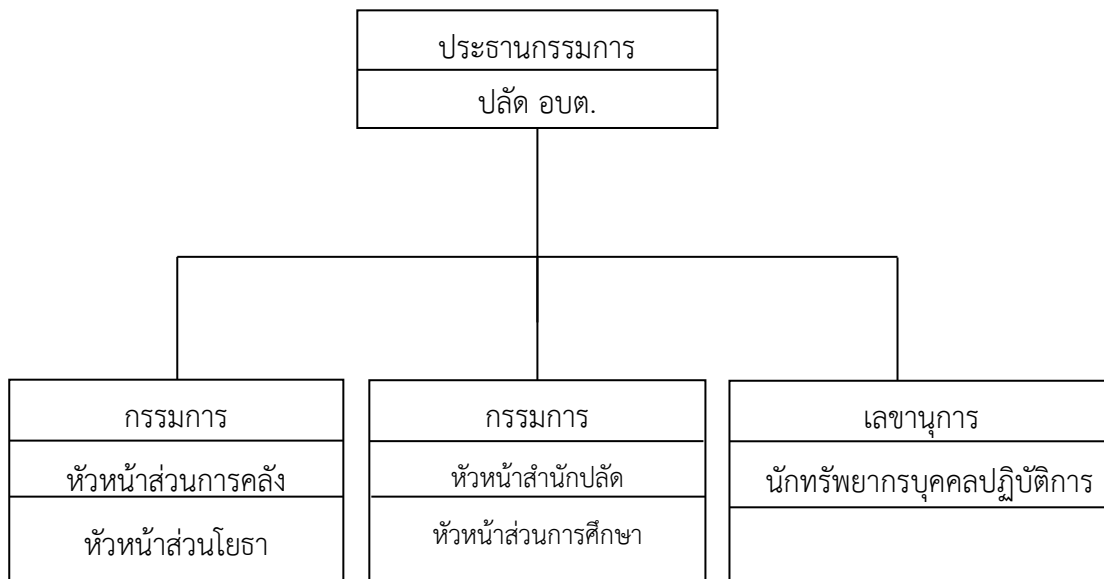 ประธานกรรมการ
ปลัด อบต.
กรรมการ
หัวหน้าส่วนการคลัง
หัวหน้าส่วนโยธา
กรรมการ
หัวหน้าสำนักปลัด
หัวหน้าส่วนการศึกษา
เลขานุการ
นักทรัพยากรบุคคลปฏิบัติการ